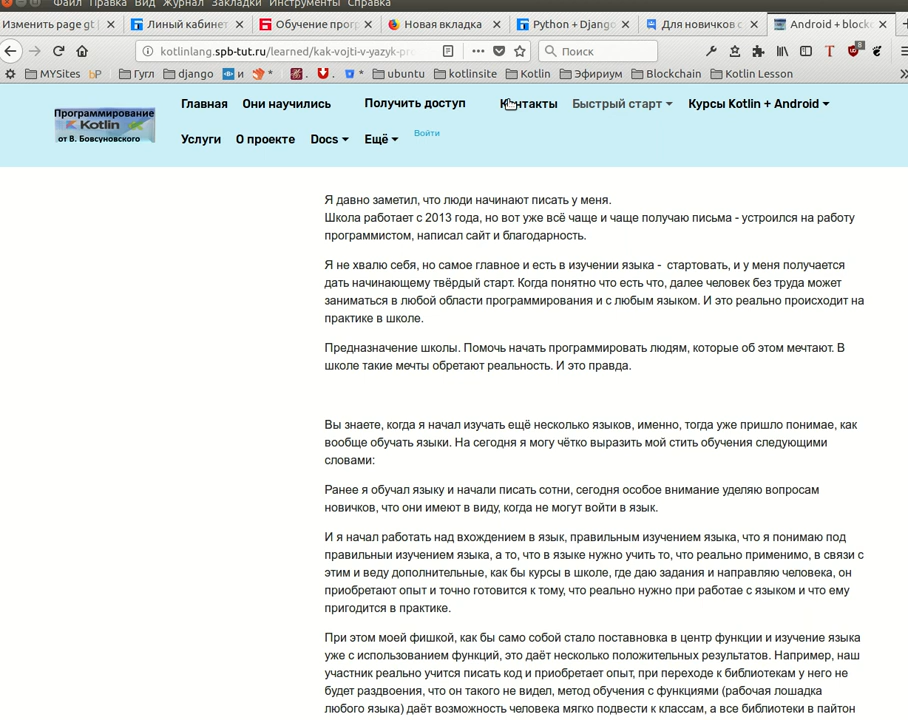 Файл Правка Вид Журнал Закладки Инструменты Справка
Изменить page gt Личный кабинет Обучение прог Новая вкладка Python + Django Для новичков с Android + block
kotlinlang.spb-tut.ru/learned/kak-vojti-v-yazyk-pro Поиск 8
MYSites bP Гугл django и ubuntu kotlinsite Kotlin Эфириум Blockchain Kotlin Lesson
Программирование
Kotlin
от В. Бовсуновского
Главная Они научились Получить доступ Контакты Быстрый старт Курсы Kotlin + Android
Услуги О проекте Docs Ещё Войти
Я давно заметил, что люди начинают писать у меня.
Школа работает с 2013 года, но вот уже всё чаще и чаще получаю письма - устроился на работу
программистом, написал сайт и благодарность.
Я не хвалю себя, но самое главное и есть в изучении языка - стартовать, и у меня получается
дать начинающему твёрдый старт. Когда понятно что есть что, далее человек без труда может
заниматься в любой области программирования и с любым языком. И это реально происходит на
практике в школе.
Предназначение школы. Помочь начать программировать людям, которые об этом мечтают. В
школе такие мечты обретают реальность. И это правда.
Вы знаете, когда я начал изучать ещё несколько языков, именно, тогда уже пришло понимае, как
вообще обучать языки. На сегодня я могу чётко выразить мой стить обучения следующими
словами:
Ранее я обучал языку и начали писать сотни, сегодня особое внимание уделяю вопросам
новичков, что они имеют в виду, когда не могут войти в язык.
И я начал работать над вхождением в язык, правильным изучением языка, что я понимаю под
правильныи изучением языка, а то, что в языке нужно учить то, что реально применимо, в связи с
этим и веду дополнительные, как бы курсы в школе, где даю задания и направляю человека, он
приобретают опыт и точно готовится к тому, что реально нужно при работае с языком и что ему
пригодится в практике.
При этом моей фишкой, как бы само собой стало поставновка в центр функции и изучение языка
уже с использованием функций, это даёт несколько положительных результатов. Например, наш
участник реально учится писать код и приобретает опыт, при переходе к библиотекам у него не
будет раздвоения, что он такого не видел, метод обучения с функциями (рабочая лошадка
любого языка) даёт возможность человека мягко подвести к классам, а все библиотеки в пайтон